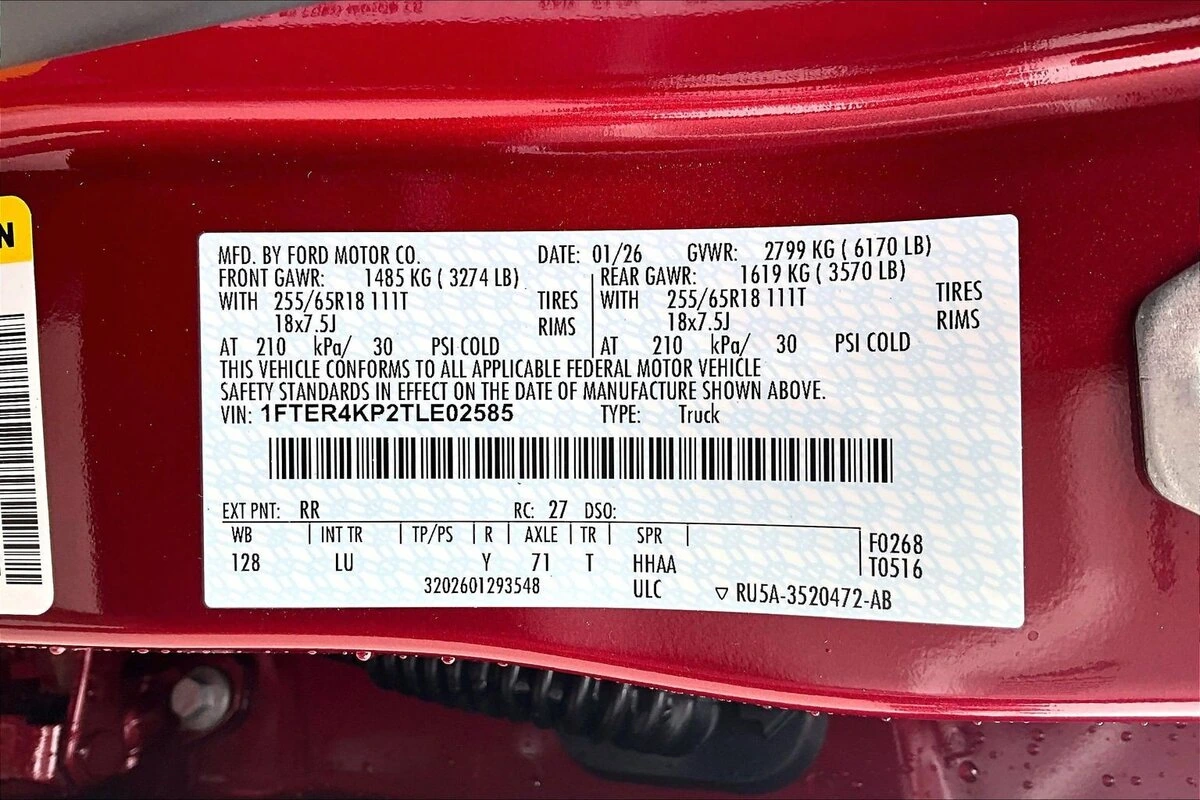 N
MFD. BY FORD MOTOR CO. DATE: 01/26 GVWR: 2799 KG ( 6170 LB)
FRONT GAWR: 1485 KG ( 3274 LB) REAR GAWR: 1619 KG ( 3570 LB)
WITH 255/65R18 111T TIRES WITH 255/65R18 111T TIRES
18x7.5J RIMS 18x7.5J RIMS
AT 210 kPa/ 30 PSI COLD AT 210 kPa/ 30 PSI COLD
THIS VEHICLE CONFORMS TO ALL APPLICABLE FEDERAL MOTOR VEHICLE
SAFETY STANDARDS IN EFFECT ON THE DATE OF MANUFACTURE SHOWN ABOVE.
VIN: 1FTER4KP2TLE02585 TYPE: Truck
EXT PNT: RR RC: 27 DSO:
WB INT TR TP/PS R AXLE TR SPR F0268
128 LU Y 71 T HHAA T0516
3202601293548 ULC ▽ RU5A-3520472-AB